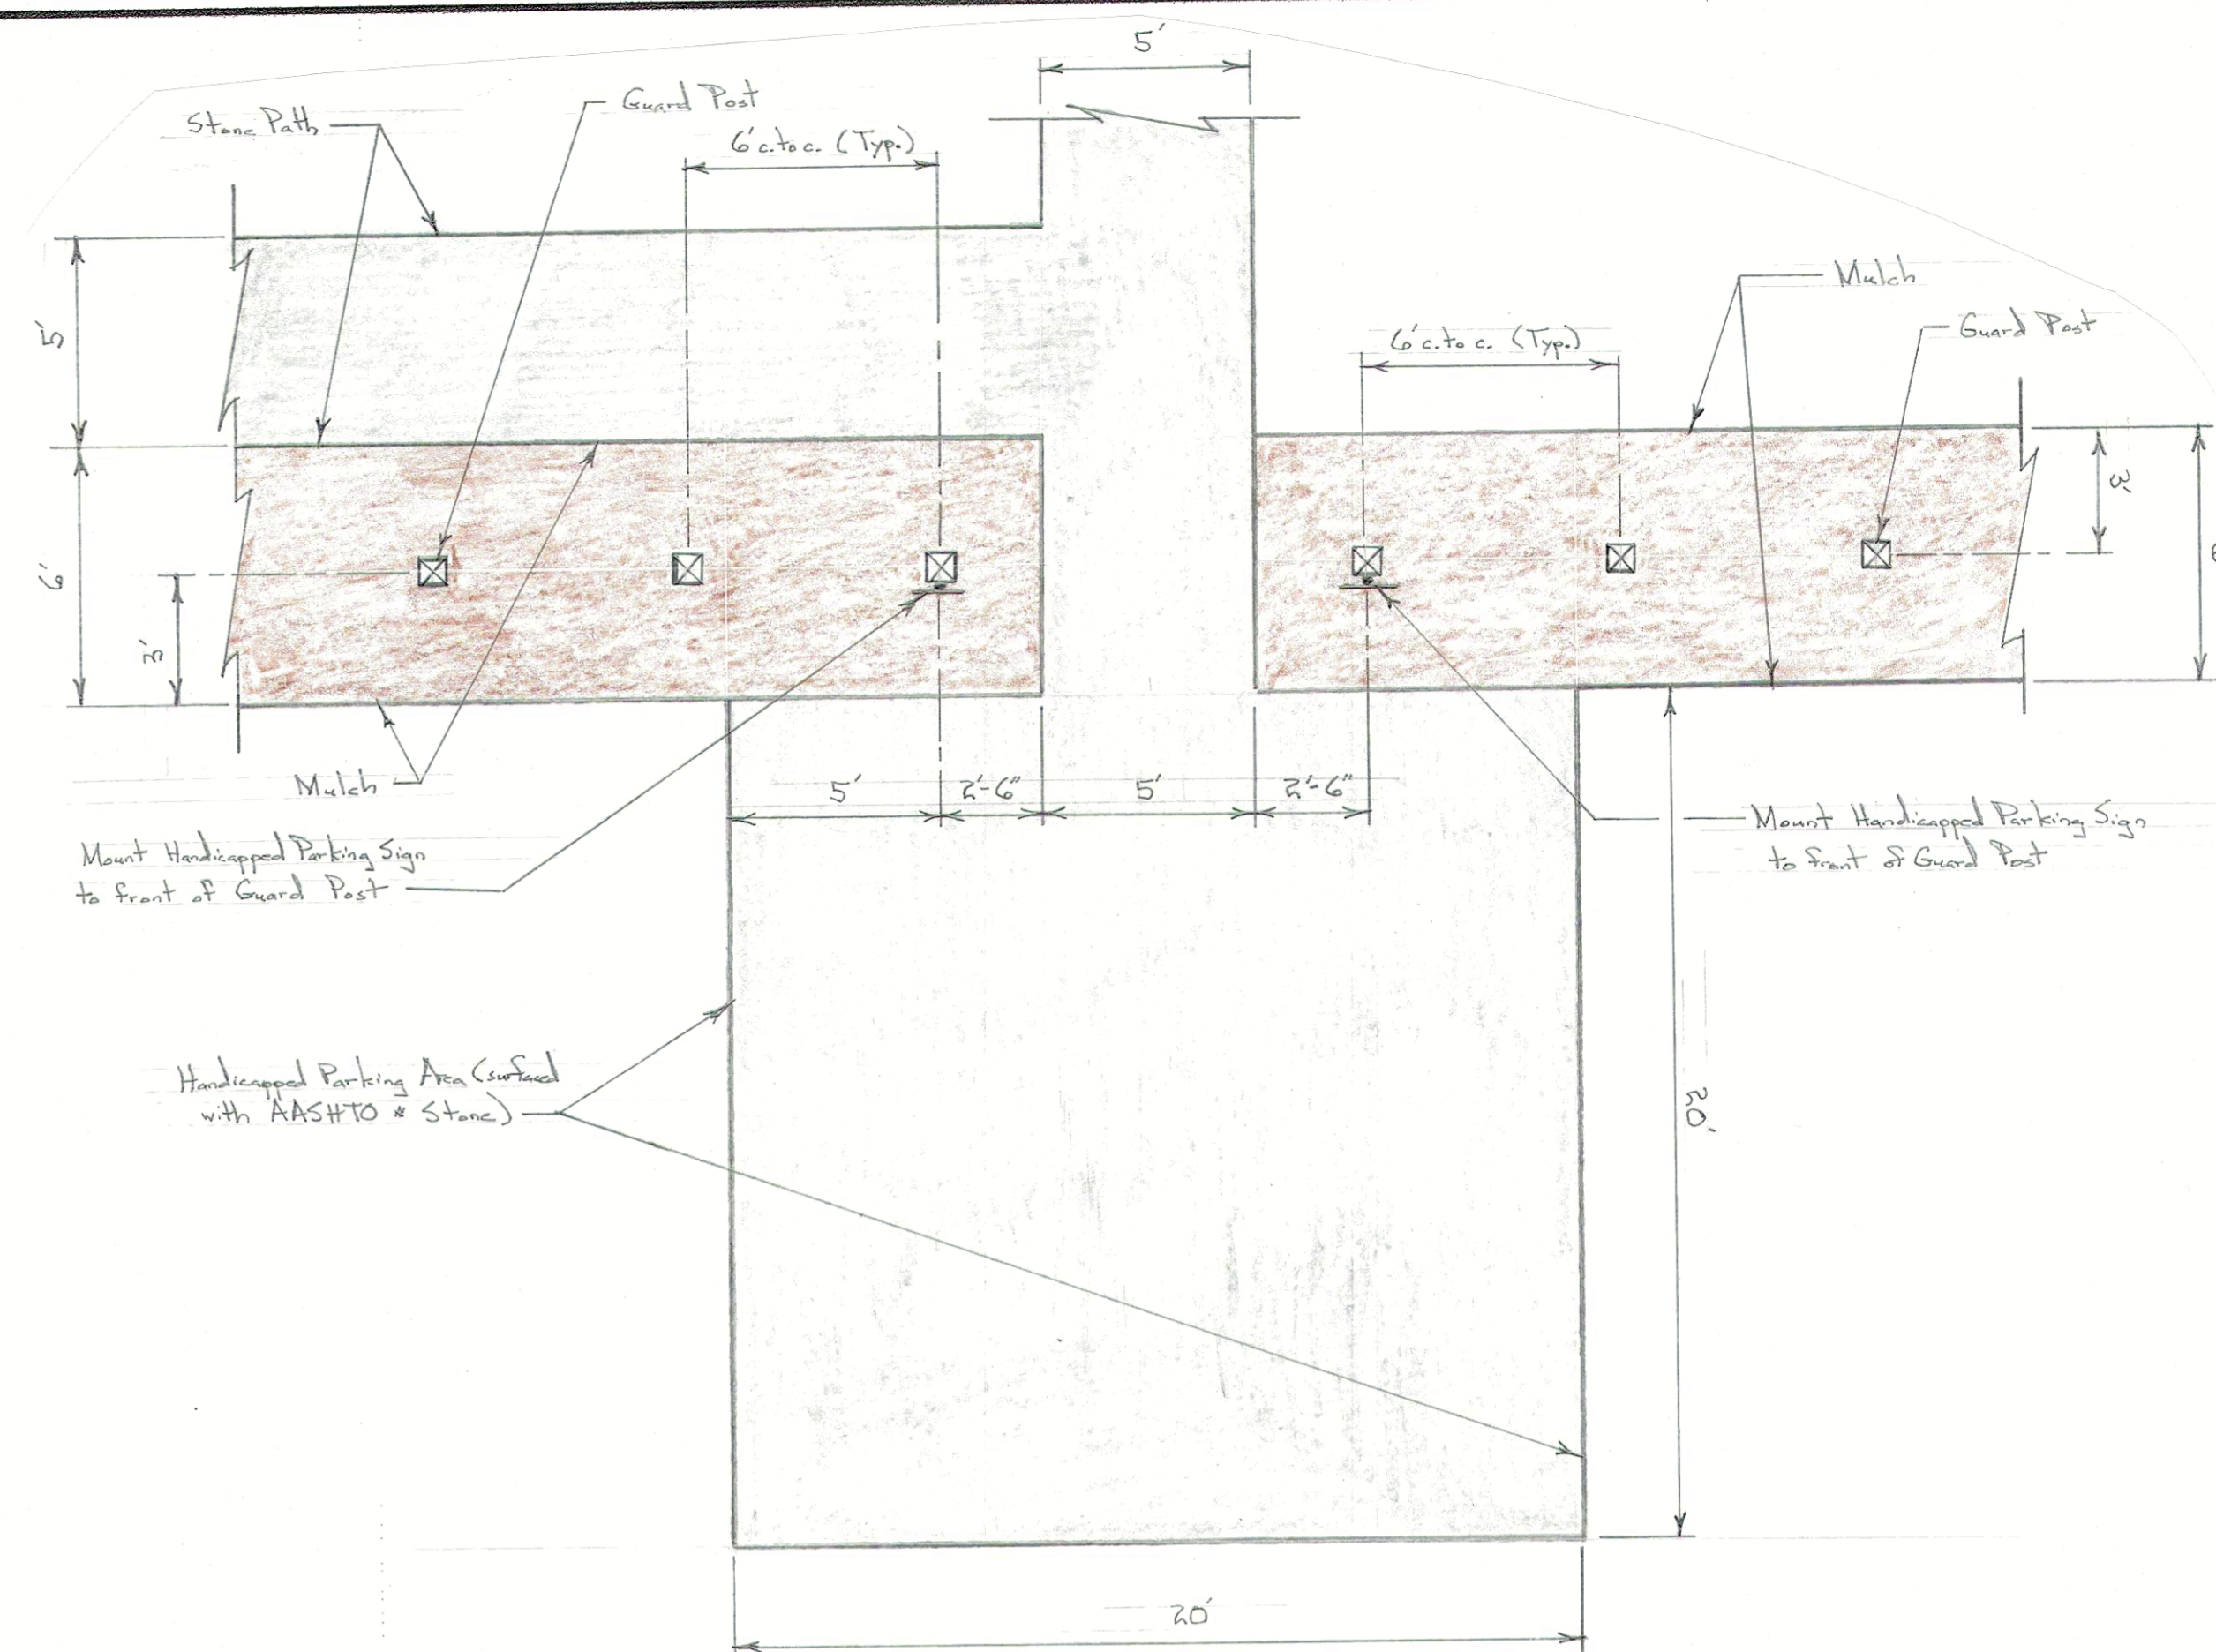 5'
Guard Post
Stone Path
6' c. to c. (Typ.)
Mulch
Guard Post
6' c. to c. (Typ.)
5'
3'
6'
3'
5'
2'-6"
5'
2'-6"
Mulch
Mount Handicapped Parking Sign
to front of Guard Post
Mount Handicapped Parking Sign
to front of Guard Post
Handicapped Parking Area (surfaced
with AASHTO * Stone)
20'
20'